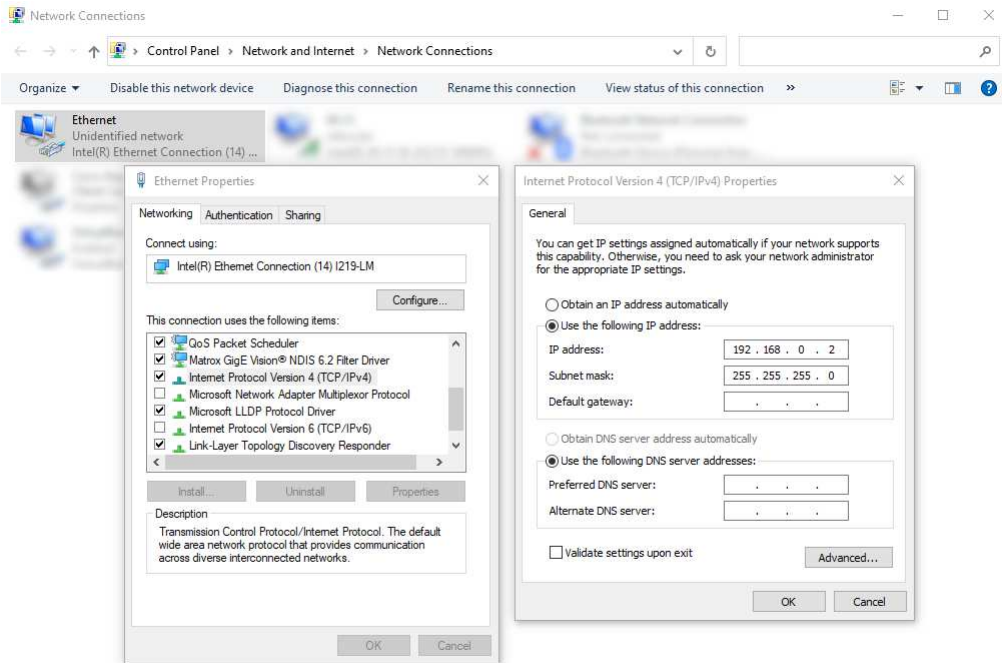 Network Connections
Control Panel > Network and Internet > Network Connections
Organize Disable this network device Diagnose this connection Rename this connection View status of this connection »
Ethernet
Unidentified network
Intel(R) Ethernet Connection (14) ...
Ethernet Properties
Networking Authentication Sharing
Connect using:
Intel(R) Ethernet Connection (14) I219-LM
Configure...
This connection uses the following items:
QoS Packet Scheduler
Matrox GigE Vision® NDIS 6.2 Filter Driver
Internet Protocol Version 4 (TCP/IPv4)
Microsoft Network Adapter Multiplexor Protocol
Microsoft LLDP Protocol Driver
Internet Protocol Version 6 (TCP/IPv6)
Link-Layer Topology Discovery Responder
Install... Uninstall Properties
Description
Transmission Control Protocol/Internet Protocol. The default
wide area network protocol that provides communication
across diverse interconnected networks.
OK Cancel
Internet Protocol Version 4 (TCP/IPv4) Properties
General
You can get IP settings assigned automatically if your network supports
this capability. Otherwise, you need to ask your network administrator
for the appropriate IP settings.
Obtain an IP address automatically
Use the following IP address:
IP address: 192 . 168 . 0 . 2
Subnet mask: 255 . 255 . 255 . 0
Default gateway: . . .
Obtain DNS server address automatically
Use the following DNS server addresses:
Preferred DNS server: . . .
Alternate DNS server: . . .
Validate settings upon exit
Advanced...
OK Cancel